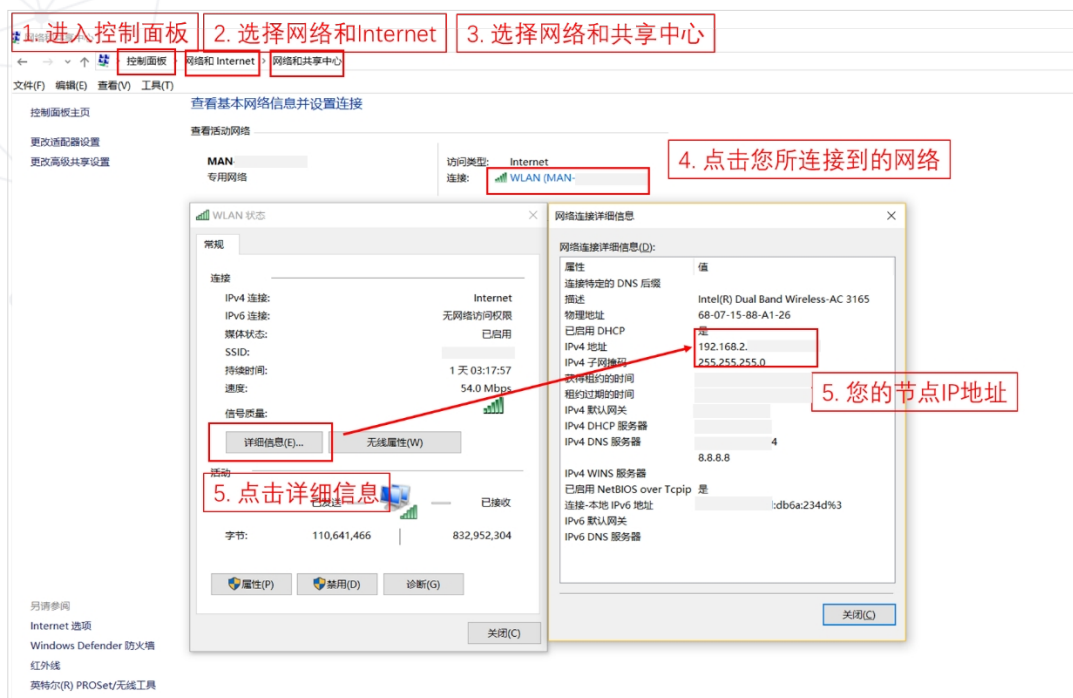 1. 进入控制面板
2. 选择网络和Internet
3. 选择网络和共享中心
控制面板 网络和 Internet 网络和共享中心
文件(F) 编辑(E) 查看(V) 工具(T)
控制面板主页
更改适配器设置
更改高级共享设置
查看基本网络信息并设置连接
查看活动网络
MAN-
专用网络
访问类型: Internet
连接: WLAN (MAN-
4. 点击您所连接到的网络
WLAN 状态
常规
连接
IPv4 连接: Internet
IPv6 连接: 无网络访问权限
媒体状态: 已启用
SSID:
持续时间: 1 天 03:17:57
速度: 54.0 Mbps
信号质量:
详细信息(E)... 无线属性(W)
活动
5. 点击详细信息
已发送 已接收
字节: 110,641,466 832,952,304
属性(P) 禁用(D) 诊断(G)
关闭(C)
网络连接详细信息
网络连接详细信息(D):
属性 值
连接特定的 DNS 后缀
描述 Intel(R) Dual Band Wireless-AC 3165
物理地址 68-07-15-88-A1-26
已启用 DHCP 是
IPv4 地址 192.168.2.
IPv4 子网掩码 255.255.255.0
获得租约的时间
租约过期的时间
IPv4 默认网关
IPv4 DHCP 服务器
IPv4 DNS 服务器 4
8.8.8.8
IPv4 WINS 服务器
已启用 NetBIOS over Tcpip 是
连接-本地 IPv6 地址 :db6a:234d%3
IPv6 默认网关
IPv6 DNS 服务器
关闭(C)
5. 您的节点IP地址
另请参阅
Internet 选项
Windows Defender 防火墙
红外线
英特尔(R) PROSet/无线工具